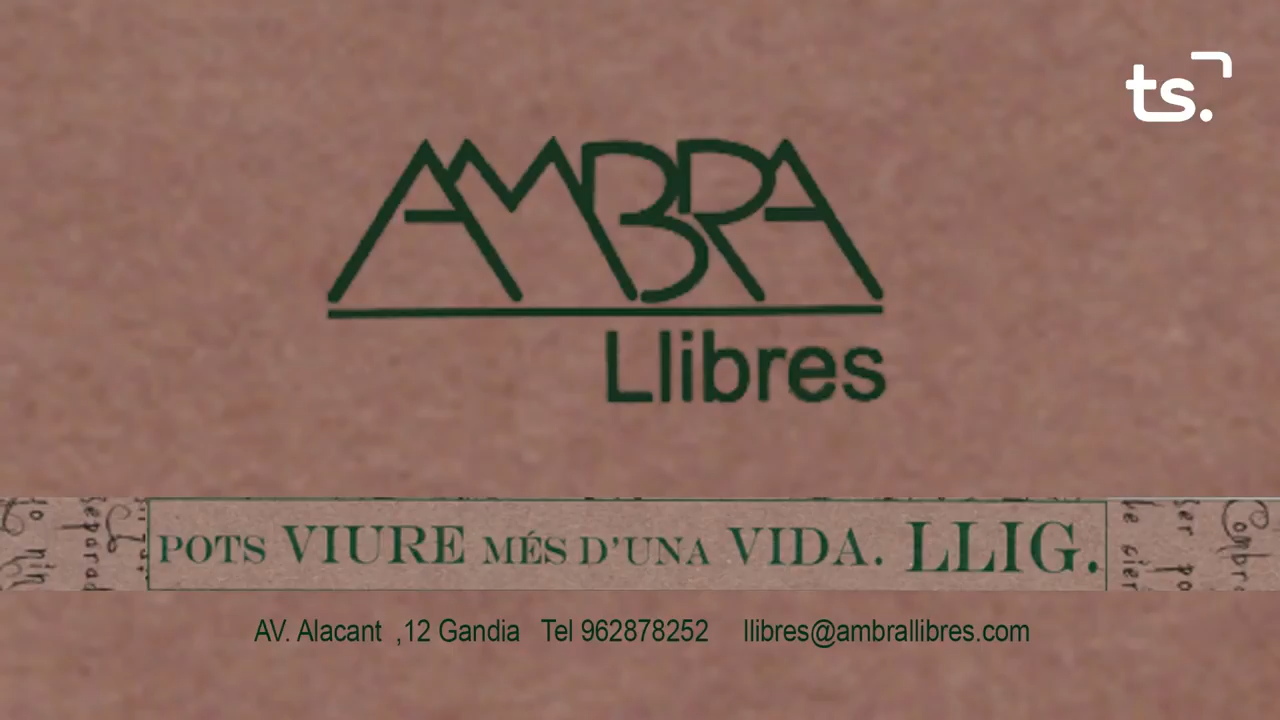 ts.
AMBRA
Llibres
POTS VIURE MÉS D'UNA VIDA. LLIG.
AV. Alacant ,12 Gandia Tel 962878252 llibres@ambrallibres.com